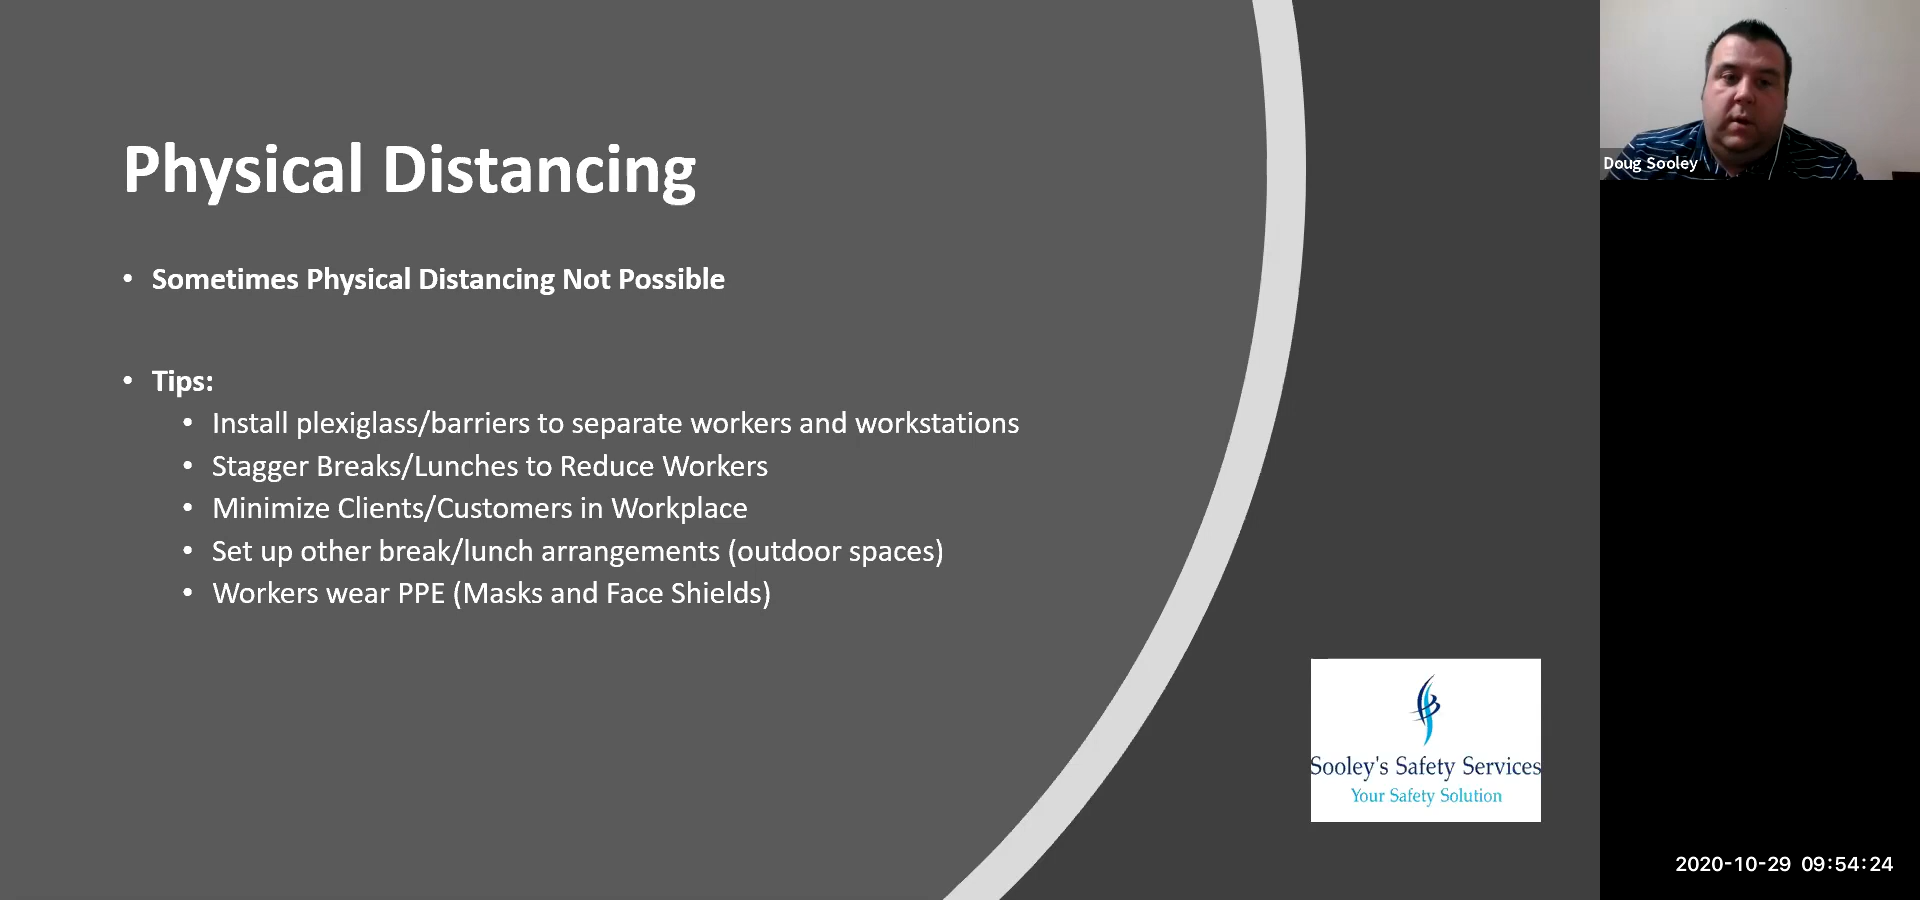 Physical Distancing
• Sometimes Physical Distancing Not Possible
• Tips:
• Install plexiglass/barriers to separate workers and workstations
• Stagger Breaks/Lunches to Reduce Workers
• Minimize Clients/Customers in Workplace
• Set up other break/lunch arrangements (outdoor spaces)
• Workers wear PPE (Masks and Face Shields)
Sooley's Safety Services
Your Safety Solution
Doug Sooley
2020-10-29 09:54:24